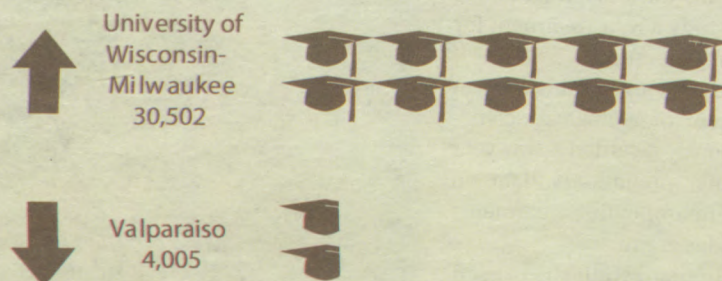 University of
Wisconsin-
Milwaukee
30,502
Valparaiso
4,005